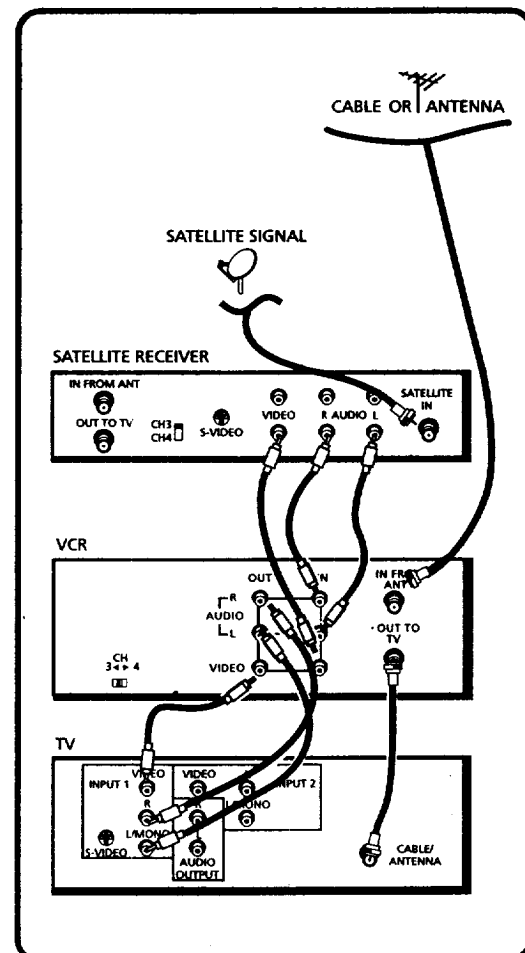 CABLE OR ANTENNA
SATELLITE SIGNAL
SATELLITE RECEIVER
IN FROM ANT
OUT TO TV
CH3
CH4
S-VIDEO
VIDEO
R AUDIO L
SATELLITE
IN
VCR
OUT
R
AUDIO
L
VIDEO
CH
3◄► 4
IN
ANT
OUT TO
TV
TV
INPUT 1
VIDEO
R
L/MONO
S-VIDEO
VIDEO
R
AUDIO
OUTPUT
INPUT 2
CABLE/
ANTENNA